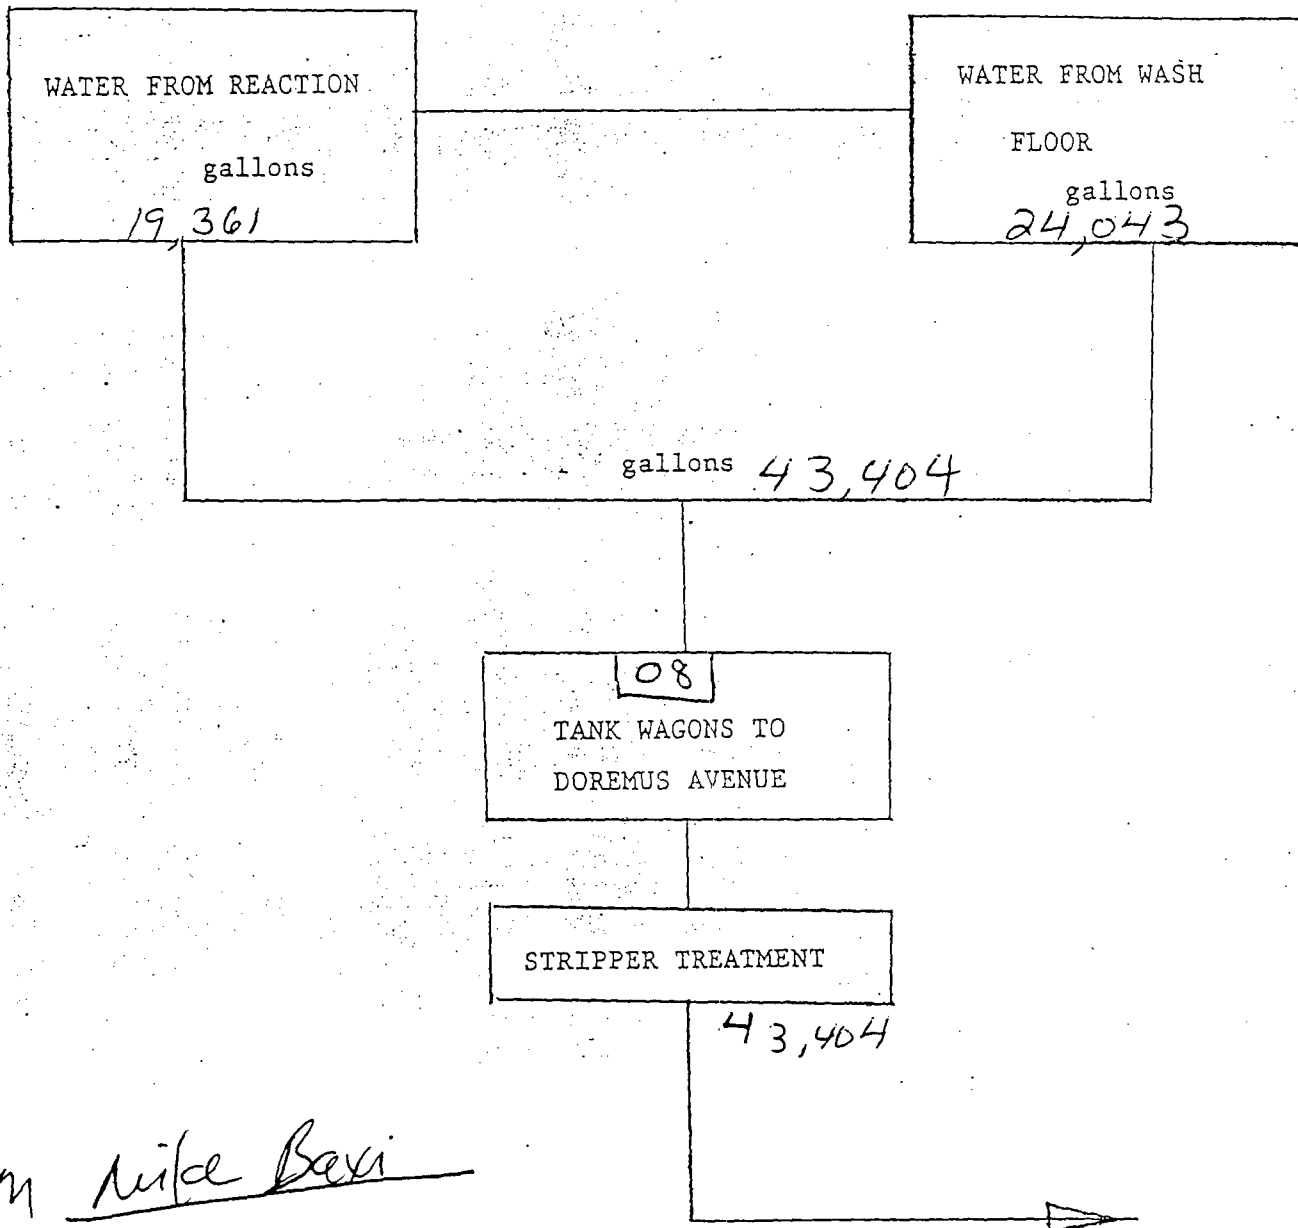 WATER FROM REACTION
gallons
19,361
WATER FROM WASH
FLOOR
gallons
24,043
gallons 43,404
08
TANK WAGONS TO
DOREMUS AVENUE
STRIPPER TREATMENT
43,404
Baxi